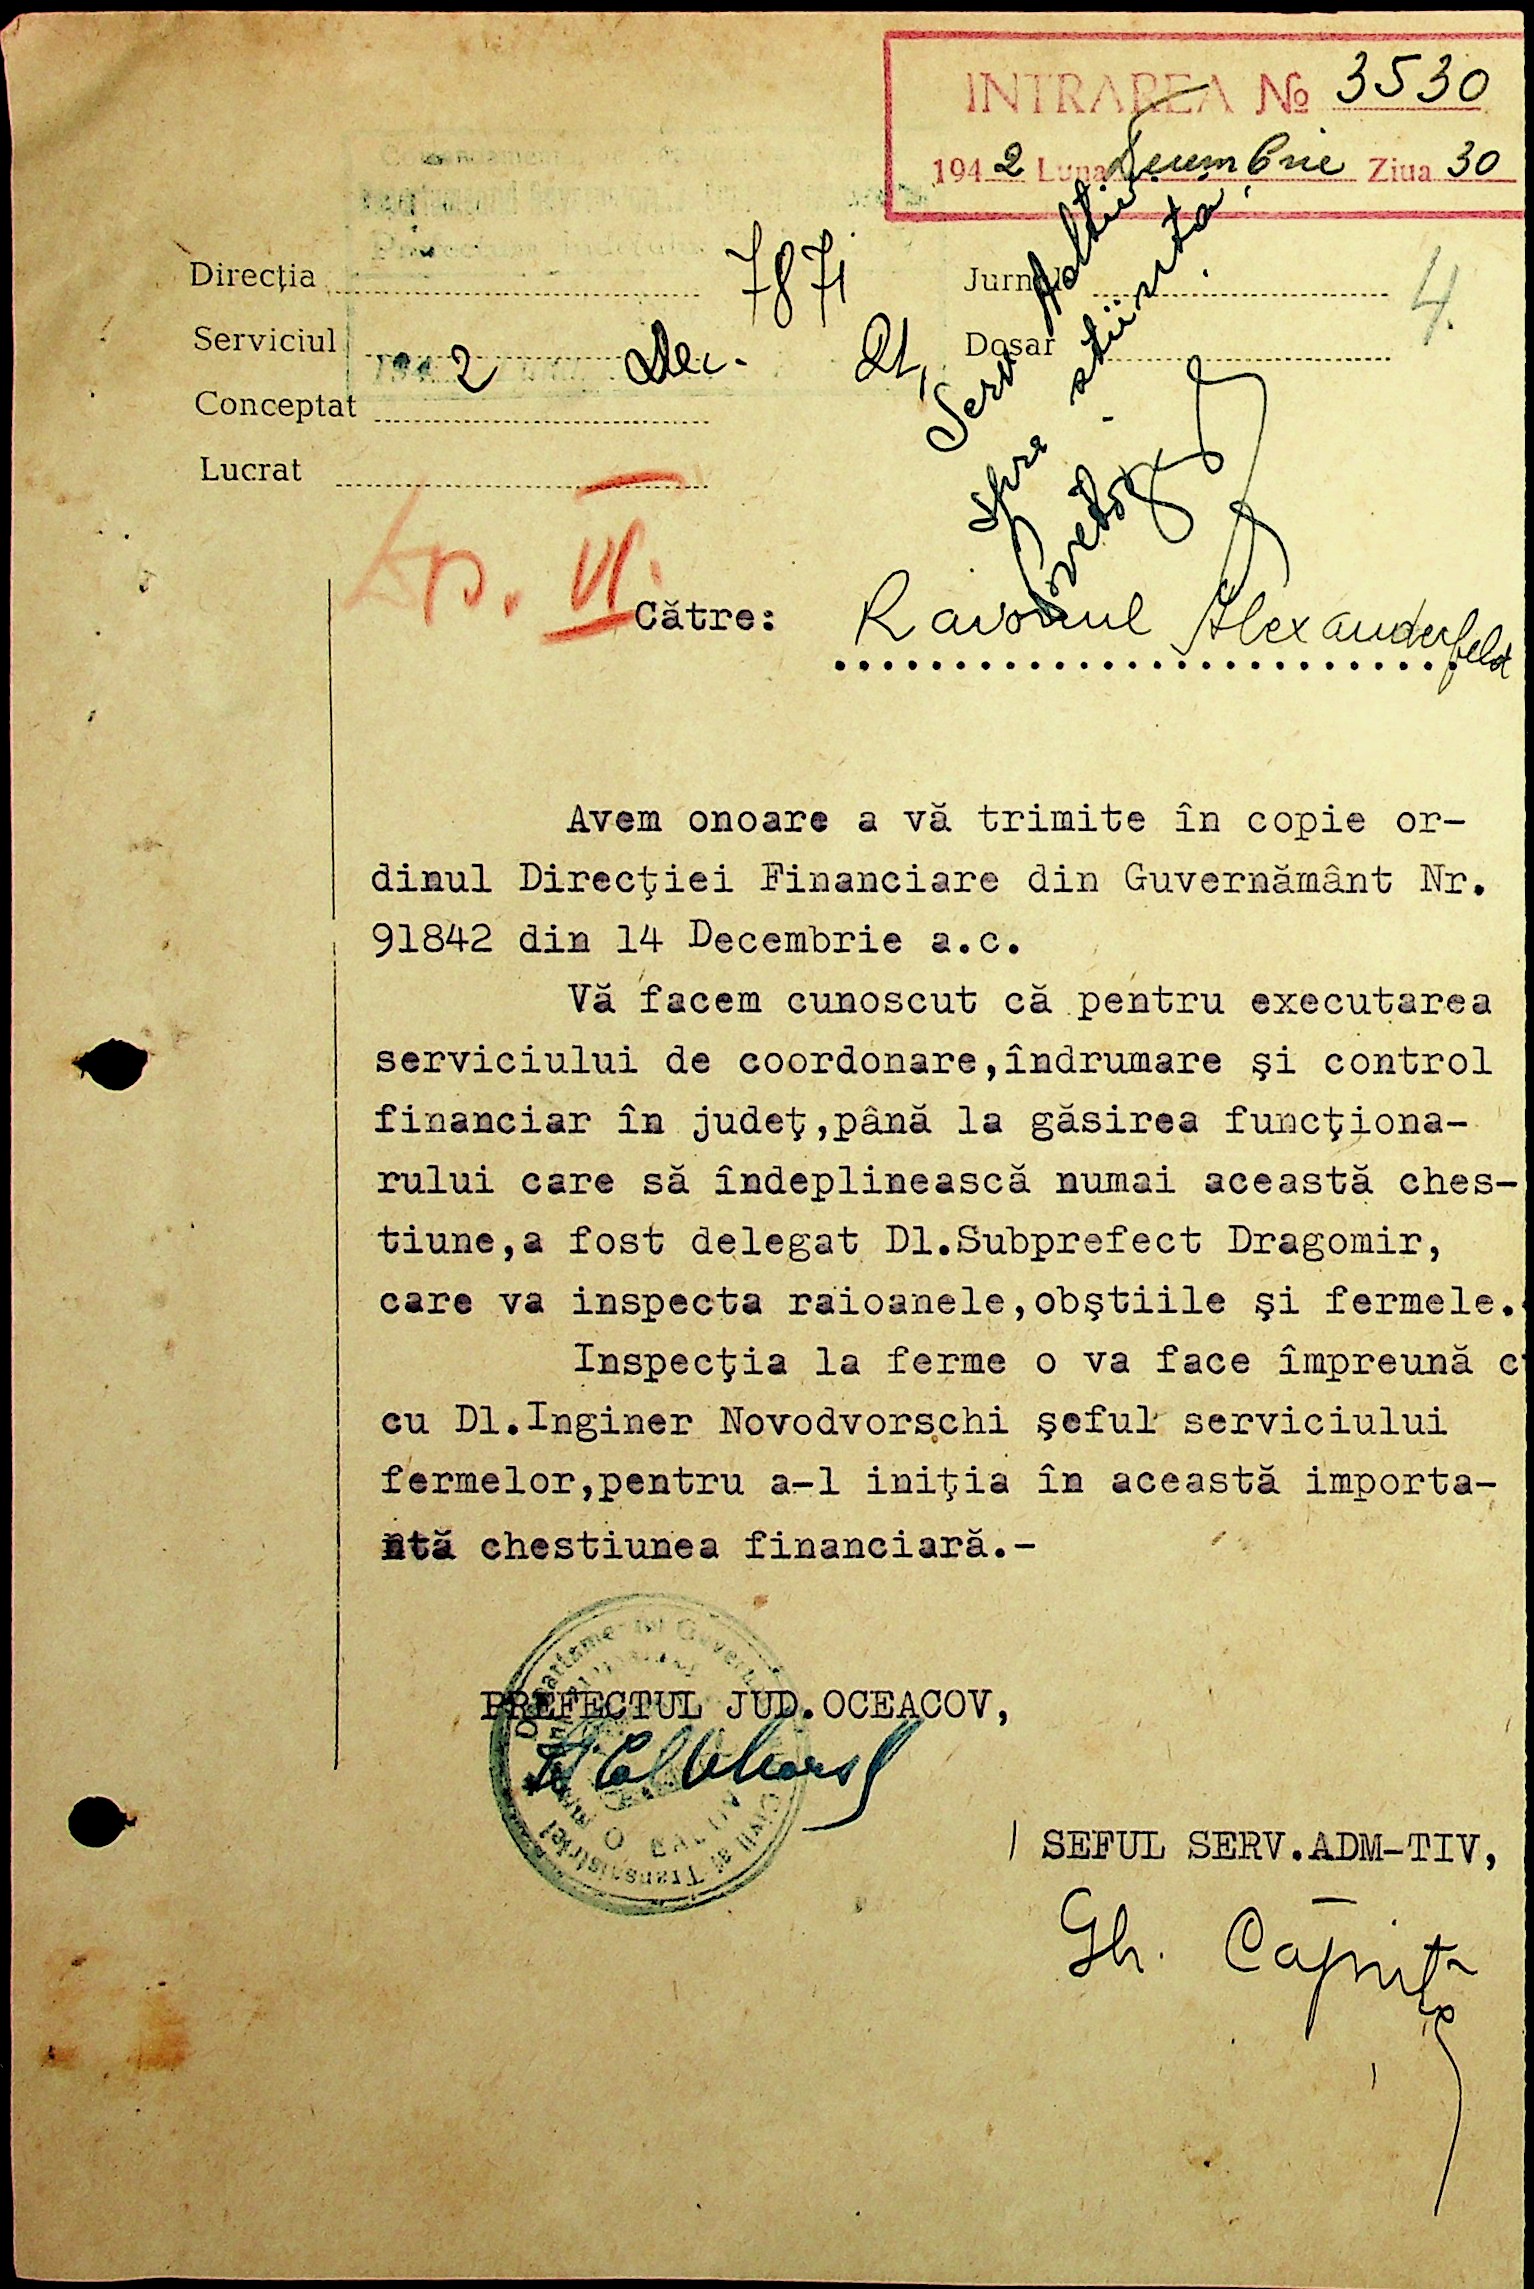 INTRAREA № 3530
1942 Luna Decembrie Ziua 30
Direcția
7871
Jurnal
4.
Serviciul
1942 Dec. 21,
Dosar
Conceptat
Lucrat
Serv.
spre știință
VI.
Către: Raionul Alexanderfeld
Avem onoare a vă trimite în copie or-
dinul Direcţiei Financiare din Guvernământ Nr.
91842 din 14 Decembrie a.c.
Vă facem cunoscut că pentru executarea
serviciului de coordonare,îndrumare şi control
financiar în judeţ,până la găsirea funcţiona-
rului care să îndeplinească numai această ches-
tiune,a fost delegat Dl.Subprefect Dragomir,
care va inspecta raioanele,obştiile şi fermele.
Inspecţia la ferme o va face împreună c
cu Dl.Inginer Novodvorschi şeful serviciului
fermelor,pentru a-l iniţia în această importa-
ntă chestiunea financiară.-
PREFECTUL JUD.OCEACOV,
SEFUL SERV.ADM-TIV,
Gh.